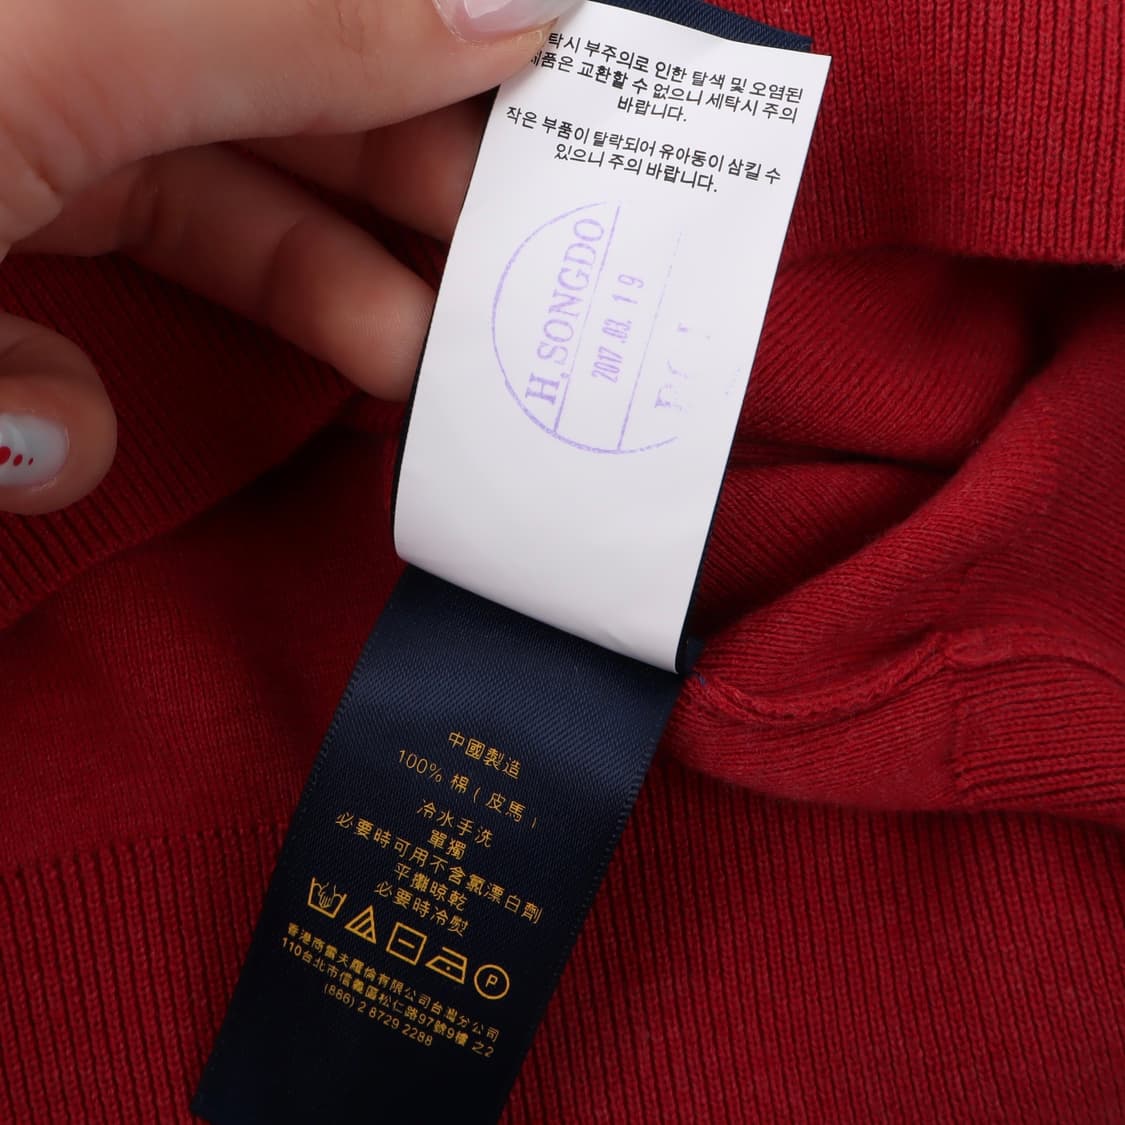 탁시 부주의로 인한 탈색 및 오염된
제품은 교환할 수 없으니 세탁시 주의
바랍니다.
작은 부품이 탈락되어 유아동이 삼킬 수
있으니 주의 바랍니다.
H. SONGDO
2017.03.19
中國製造
100% 棉 ( 皮馬 )
冷水手洗
單獨
必要時可用不含氯漂白劑
平攤晾乾
必要時冷熨
P
香港商雷夫羅倫有限公司台灣分公司
110台北市信義區松仁路97號9樓之2
(886) 2 8729 2288